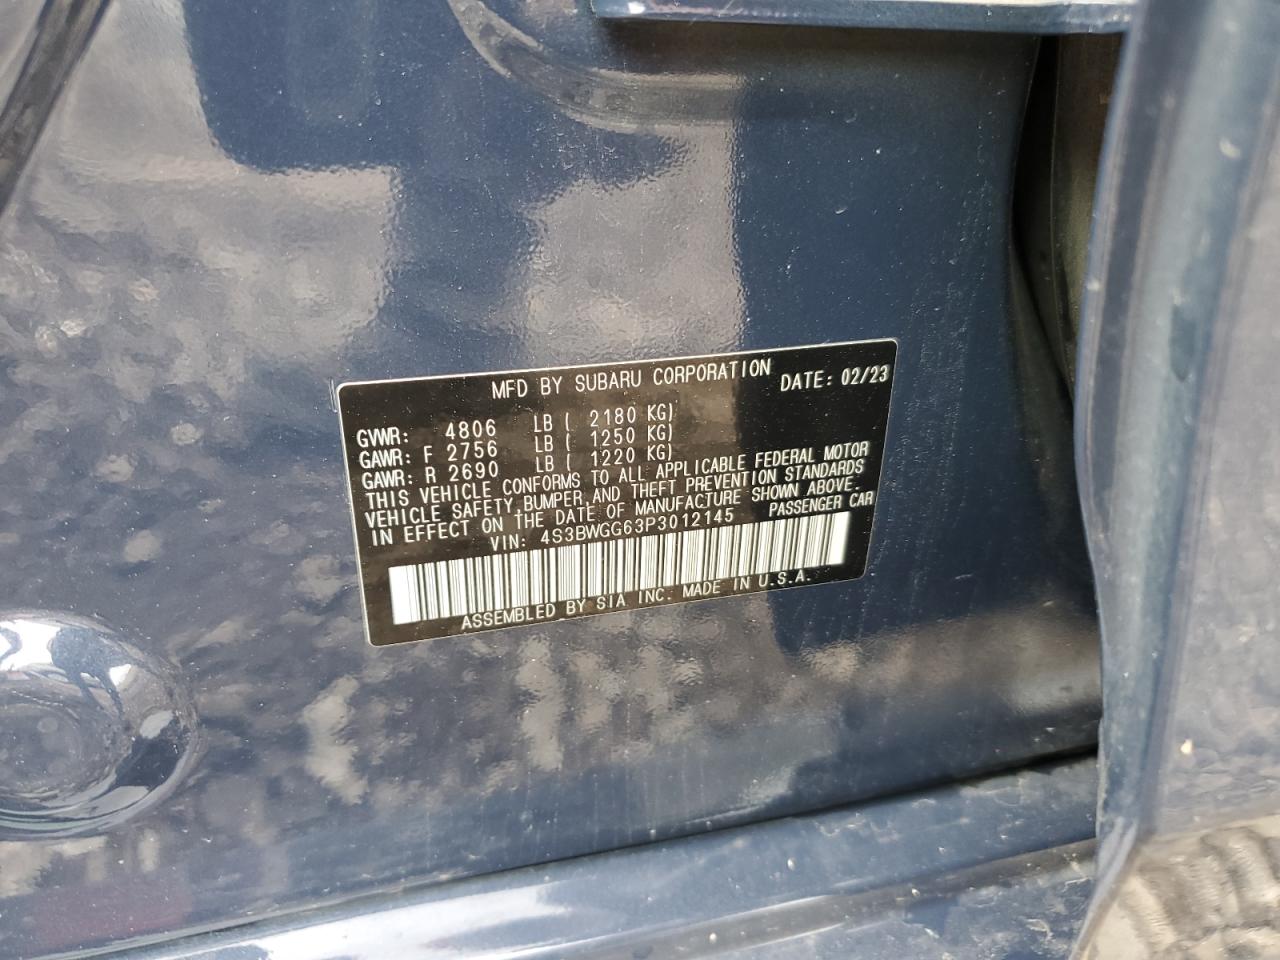 MFD BY SUBARU CORPORATION DATE: 02/23
GVWR: 4806 LB ( 2180 KG)
GAWR: F 2756 LB ( 1250 KG)
GAWR: R 2690 LB ( 1220 KG)
THIS VEHICLE CONFORMS TO ALL APPLICABLE FEDERAL MOTOR
VEHICLE SAFETY, BUMPER, AND THEFT PREVENTION STANDARDS
IN EFFECT ON THE DATE OF MANUFACTURE SHOWN ABOVE.
VIN: 4S3BWGG63P3012145 PASSENGER CAR
ASSEMBLED BY SIA INC. MADE IN U.S.A.